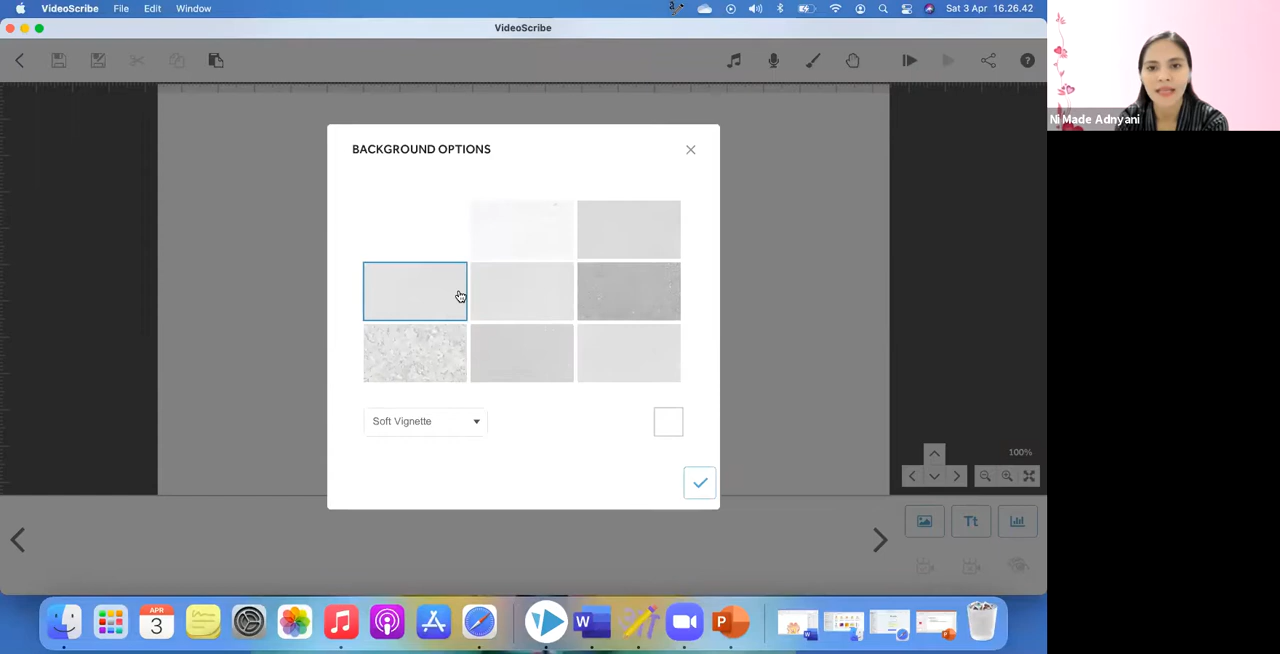 VideoScribe File Edit Window Sat 3 Apr 16.26.42
VideoScribe
Ni Made Adnyani
BACKGROUND OPTIONS
Soft Vignette
100%
Tt
APR
3
W
P